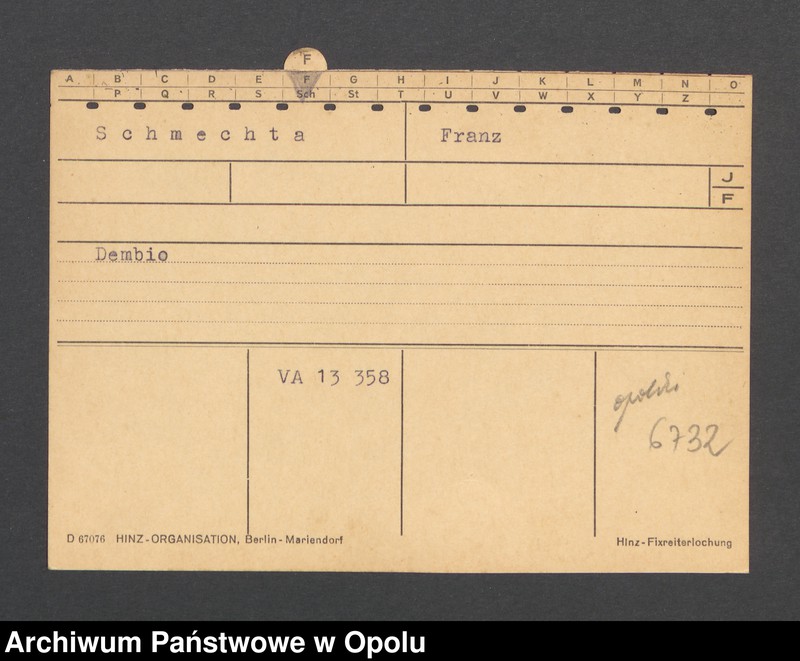 F
A B C D E F G H I J K L M N O
P Q R S Sch St T U V W X Y Z
Schmechta Franz
J
F
Dembio
VA 13 358
opolski
6732
D 67076 HINZ-ORGANISATION, Berlin-Mariendorf Hinz-Fixreiterlochung
Archiwum Państwowe w Opolu